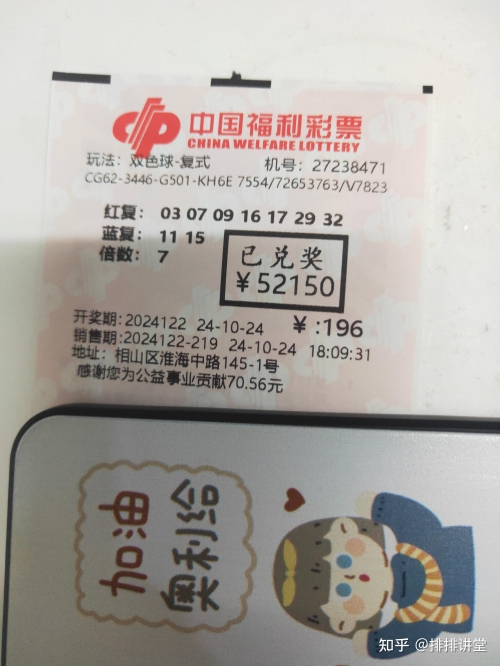 中国福利彩票
CHINA WELFARE LOTTERY
玩法：双色球-复式 机号：27238471
CG62-3446-G501-KH6E 7554/72653763/V7823
红复：03 07 09 16 17 29 32
蓝复：11 15
倍数：7
已兑奖
¥52150
开奖期:2024122 24-10-24 ¥:196
销售期:2024122-219 24-10-24 18:09:31
地址：相山区淮海中路145-1号
感谢您为公益事业贡献70.56元
加油
奥利给
知乎 @排排讲堂